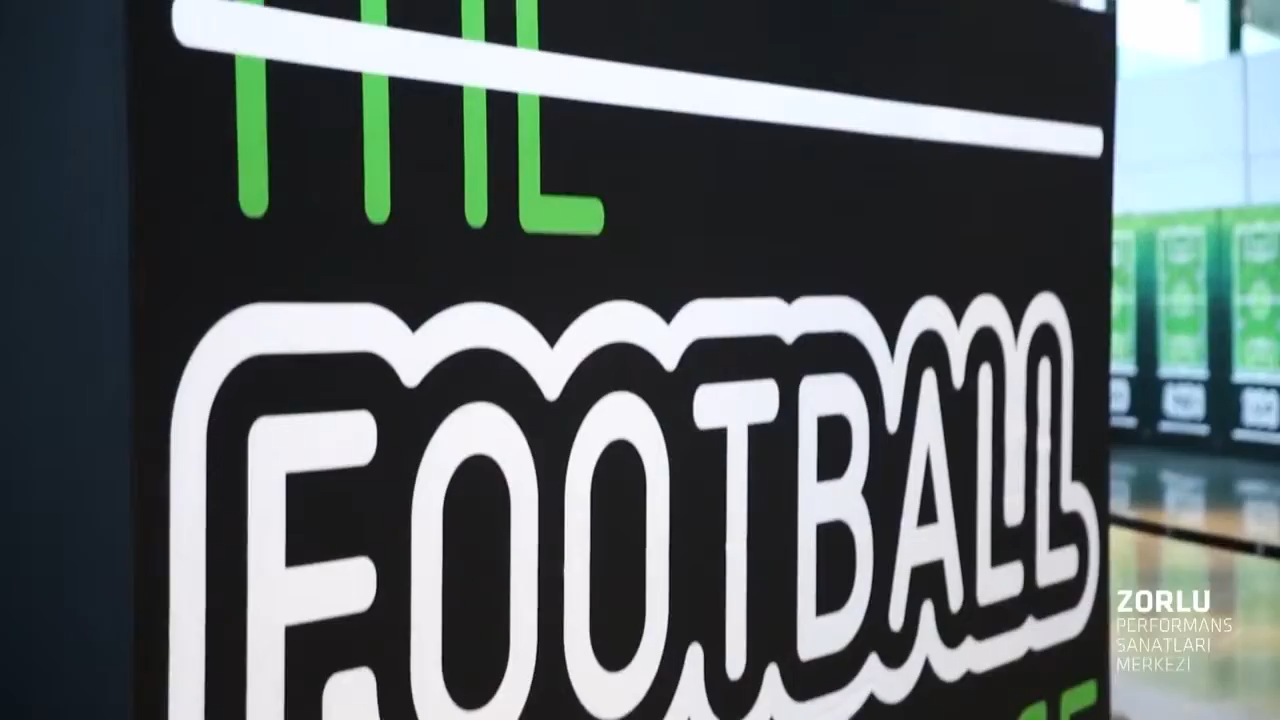 FOOTBALL
ZORLU
PERFORMANS
SANATLARI
MERKEZİ